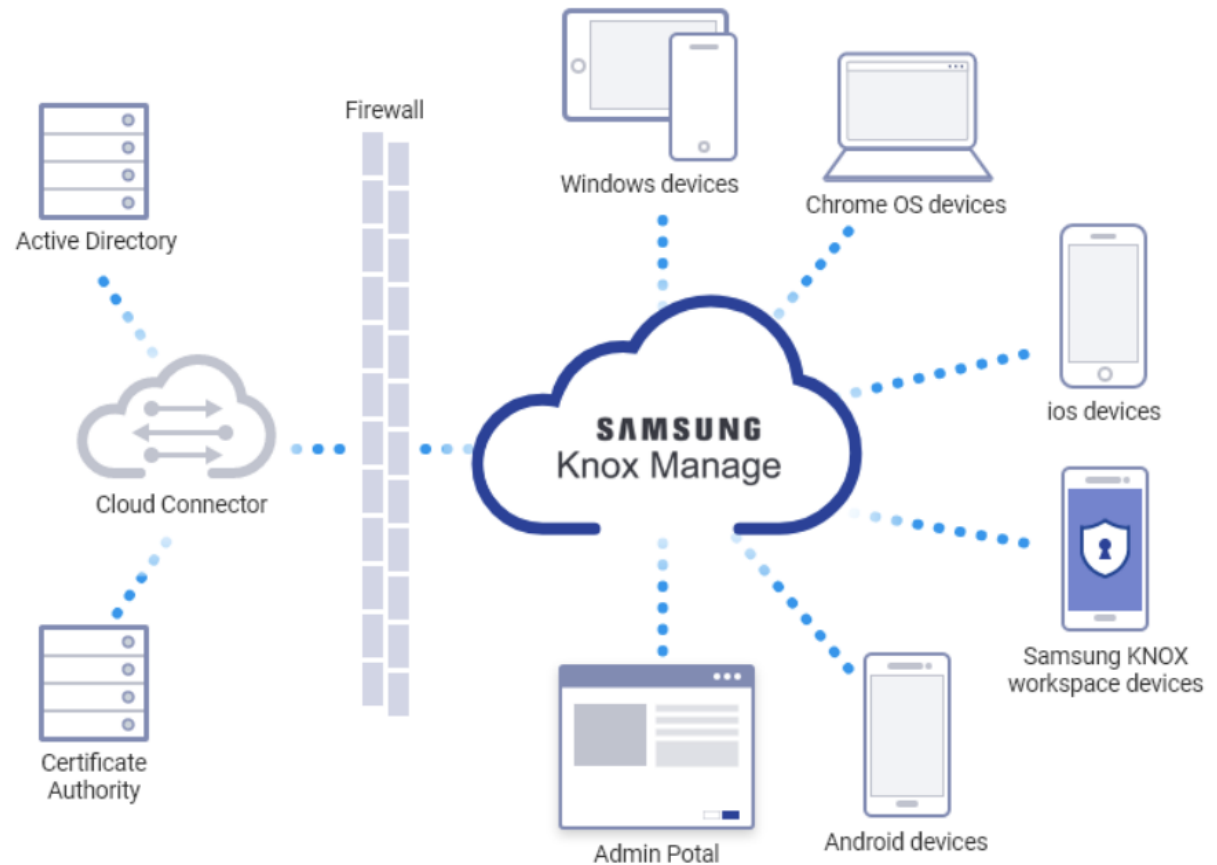 Firewall
Windows devices
Chrome OS devices
Active Directory
ios devices
SAMSUNG
Knox Manage
Cloud Connector
Samsung KNOX
workspace devices
Certificate
Authority
Android devices
Admin Potal